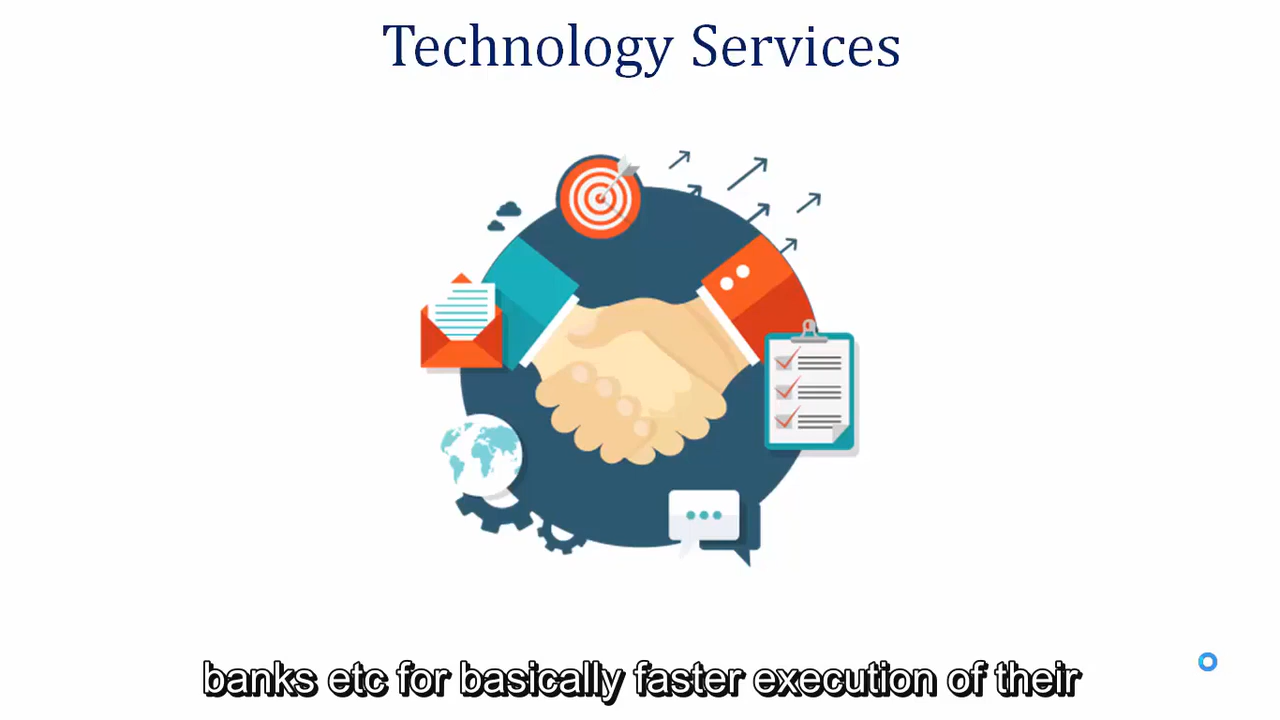 Technology Services
banks etc for basically faster execution of their